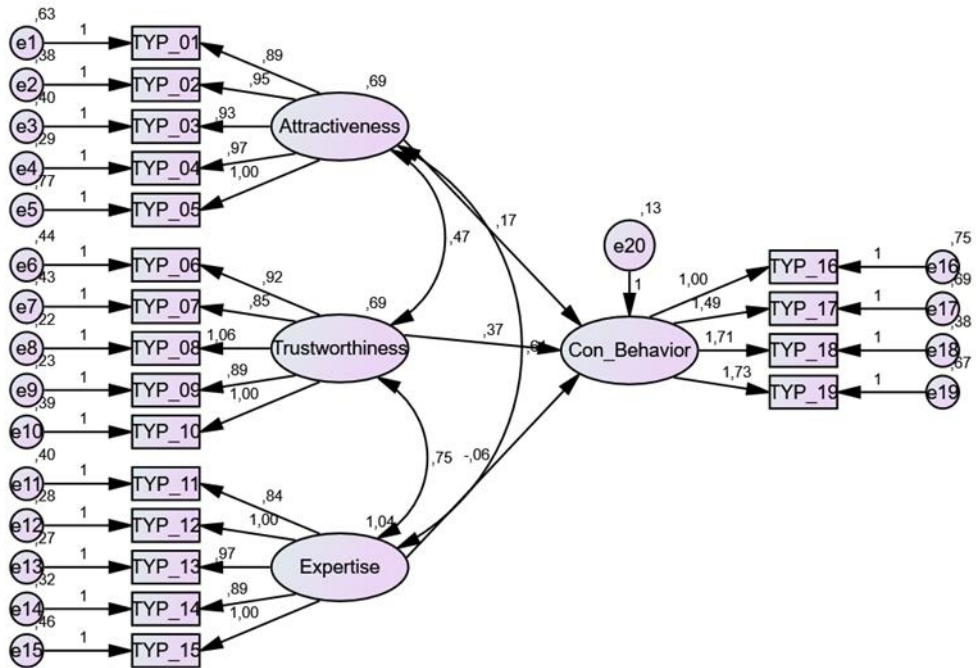 ,63
e1 1 TYP_01
,89
,38
e2 1 TYP_02
,95
,69
,40
e3 1 TYP_03
,93
Attractiveness
,29
e4 1 TYP_04
,97
,77
e5 1 TYP_05
1,00
,17
,47
,13
e20
1
,44
e6 1 TYP_06
,92
,43
e7 1 TYP_07
,85
,69
,22
e8 1 TYP_08
1,06
Trustworthiness
,37
,23
e9 1 TYP_09
,89
,39
e10 1 TYP_10
1,00
Con_Behavior
,75
1,00
TYP_16 1 e16
,69
1,49
TYP_17 1 e17
,38
1,71
TYP_18 1 e18
,67
1,73
TYP_19 1 e19
,75
-,06
,40
e11 1 TYP_11
,84
,28
e12 1 TYP_12
1,00
1,04
,27
e13 1 TYP_13
,97
Expertise
,32
e14 1 TYP_14
,89
,46
e15 1 TYP_15
1,00